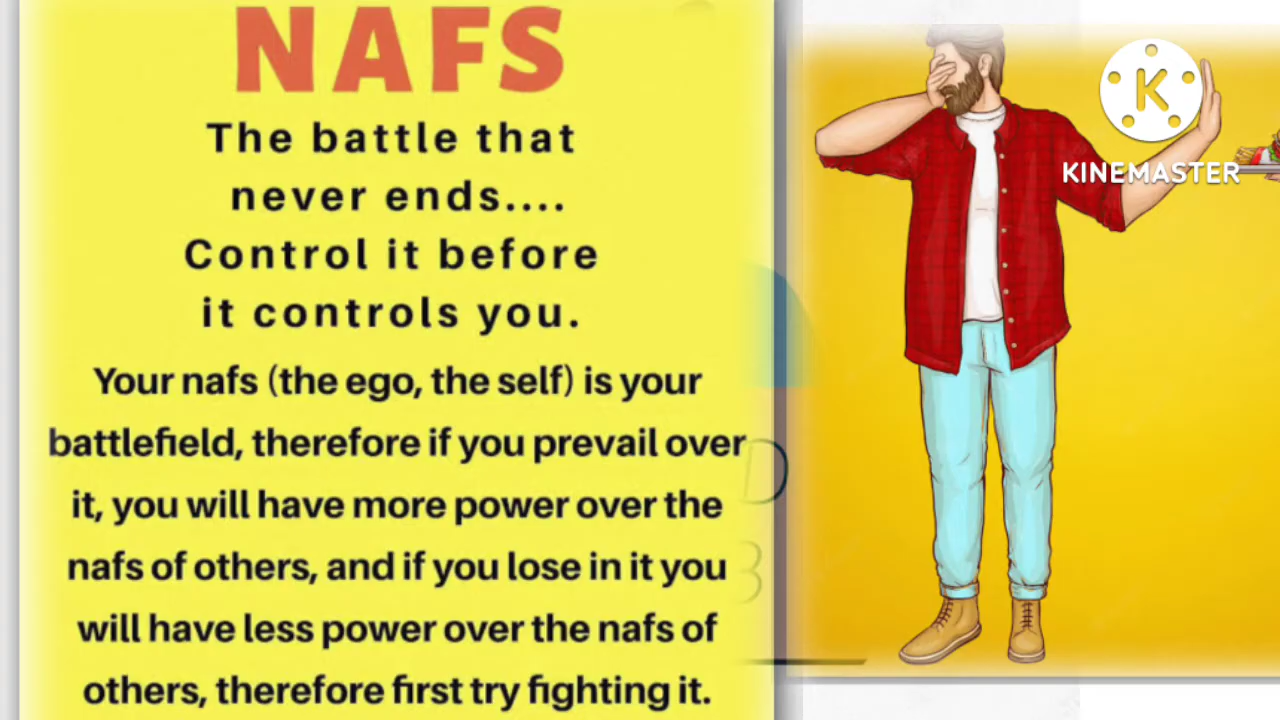 NAFS
The battle that
never ends....
Control it before
it controls you.
Your nafs (the ego, the self) is your
battlefield, therefore if you prevail over
it, you will have more power over the
nafs of others, and if you lose in it you
will have less power over the nafs of
others, therefore first try fighting it.
K
KINEMASTER